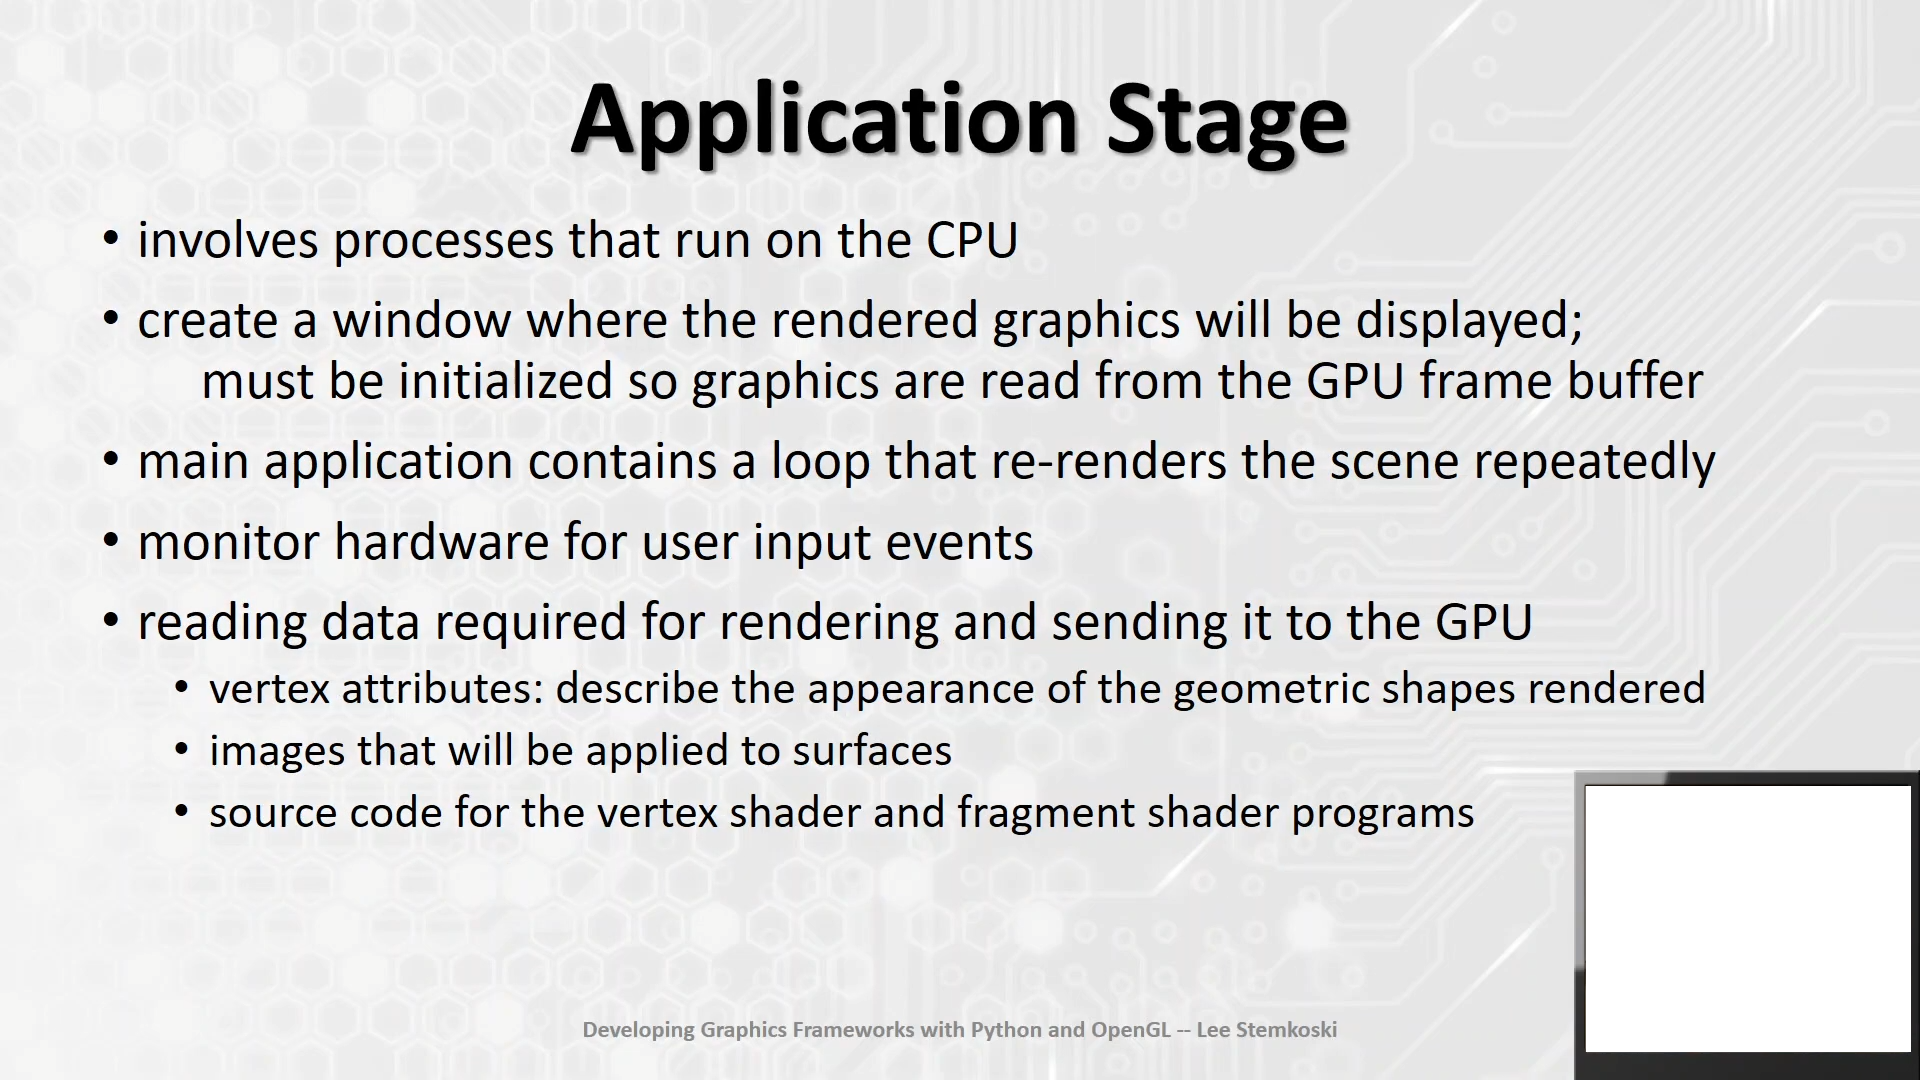 Application Stage
• involves processes that run on the CPU
• create a window where the rendered graphics will be displayed;
must be initialized so graphics are read from the GPU frame buffer
• main application contains a loop that re-renders the scene repeatedly
• monitor hardware for user input events
• reading data required for rendering and sending it to the GPU
• vertex attributes: describe the appearance of the geometric shapes rendered
• images that will be applied to surfaces
• source code for the vertex shader and fragment shader programs
Developing Graphics Frameworks with Python and OpenGL -- Lee Stemkoski